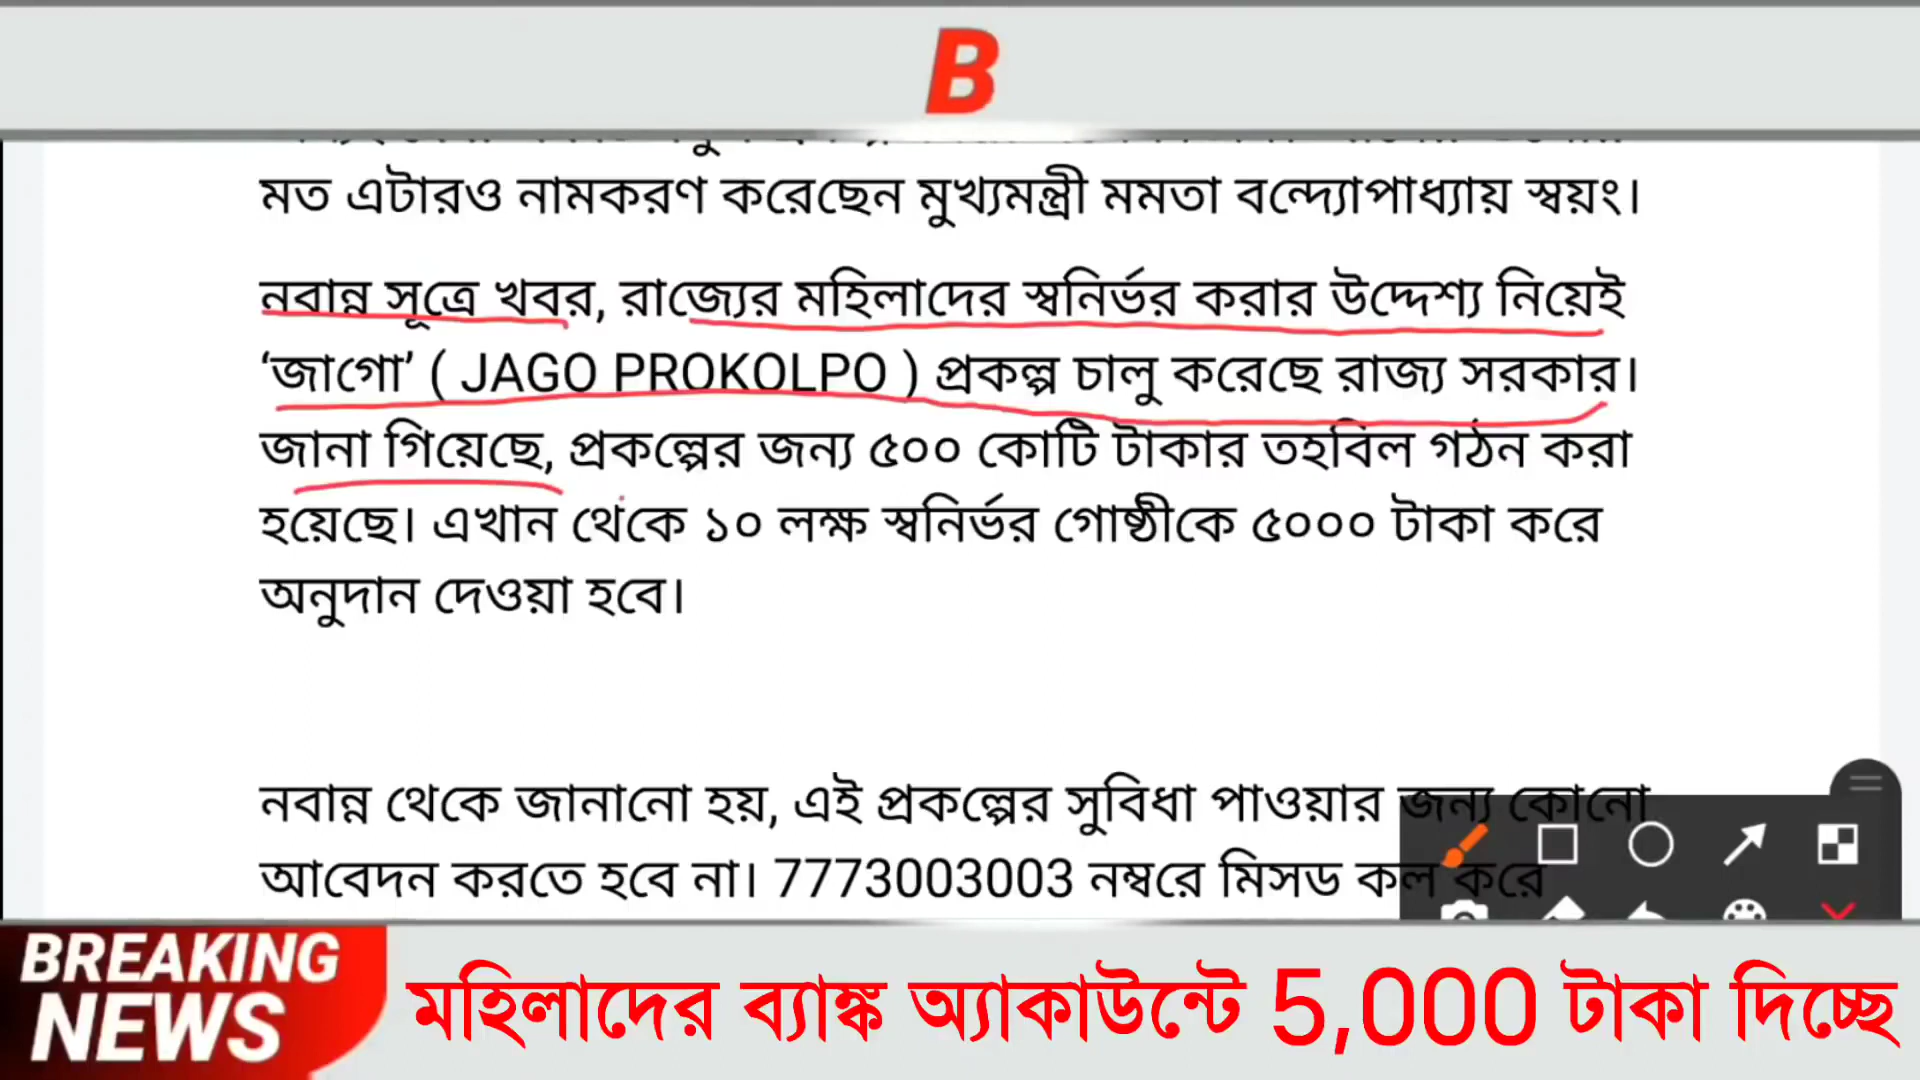 B
মত এটারও নামকরণ করেছেন মুখ্যমন্ত্রী মমতা বন্দ্যোপাধ্যায় স্বয়ং।
নবান্ন সূত্রে খবর, রাজ্যের মহিলাদের স্বনির্ভর করার উদ্দেশ্য নিয়েই
‘জাগো’ ( JAGO PROKOLPO ) প্রকল্প চালু করেছে রাজ্য সরকার।
জানা গিয়েছে, প্রকল্পের জন্য ৫০০ কোটি টাকার তহবিল গঠন করা
হয়েছে। এখান থেকে ১০ লক্ষ স্বনির্ভর গোষ্ঠীকে ৫০০০ টাকা করে
অনুদান দেওয়া হবে।
নবান্ন থেকে জানানো হয়, এই প্রকল্পের সুবিধা পাওয়ার জন্য কোনো
আবেদন করতে হবে না। 7773003003 নম্বরে মিসড কল করে
BREAKING
NEWS
মহিলাদের ব্যাঙ্ক অ্যাকাউন্টে 5,000 টাকা দিচ্ছে